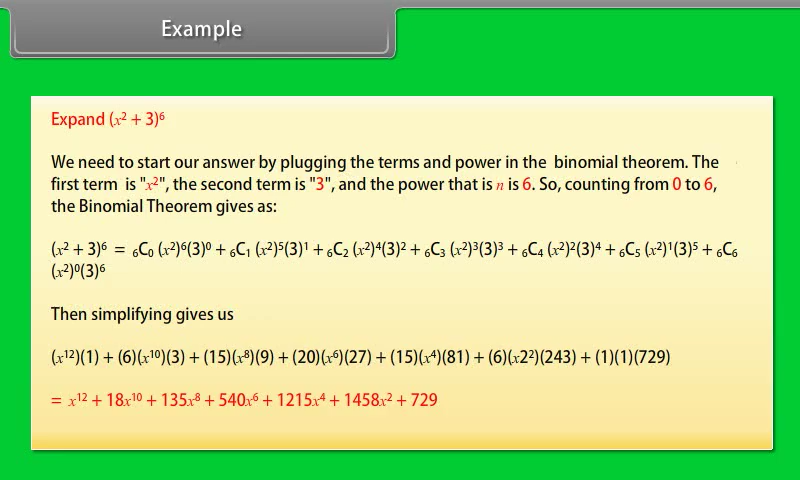 Example
Expand (x² + 3)⁶
We need to start our answer by plugging the terms and power in the binomial theorem. The
first term is "x²", the second term is "3", and the power that is n is 6. So, counting from 0 to 6,
the Binomial Theorem gives as:
(x² + 3)⁶ = ₆C₀ (x²)⁶(3)⁰ + ₆C₁ (x²)⁵(3)¹ + ₆C₂ (x²)⁴(3)² + ₆C₃ (x²)³(3)³ + ₆C₄ (x²)²(3)⁴ + ₆C₅ (x²)¹(3)⁵ + ₆C₆
(x²)⁰(3)⁶
Then simplifying gives us
(x¹²)(1) + (6)(x¹⁰)(3) + (15)(x⁸)(9) + (20)(x⁶)(27) + (15)(x⁴)(81) + (6)(x2²)(243) + (1)(1)(729)
= x¹² + 18x¹⁰ + 135x⁸ + 540x⁶ + 1215x⁴ + 1458x² + 729